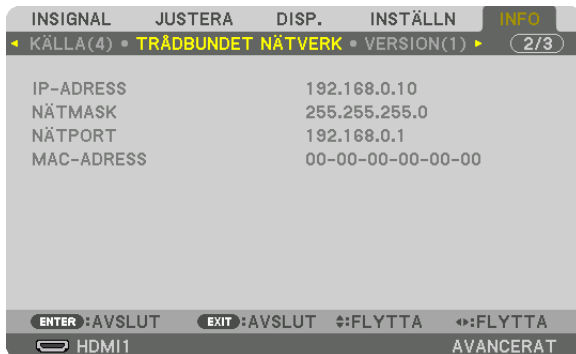 INSIGNAL JUSTERA DISP. INSTÄLLN INFO
◂ KÄLLA(4) • TRÅDBUNDET NÄTVERK • VERSION(1) ▸ 2/3
IP-ADRESS 192.168.0.10
NÄTMASK 255.255.255.0
NÄTPORT 192.168.0.1
MAC-ADRESS 00-00-00-00-00-00
ENTER:AVSLUT EXIT:AVSLUT ♦:FLYTTA ◂▸:FLYTTA
HDMI1 AVANCERAT